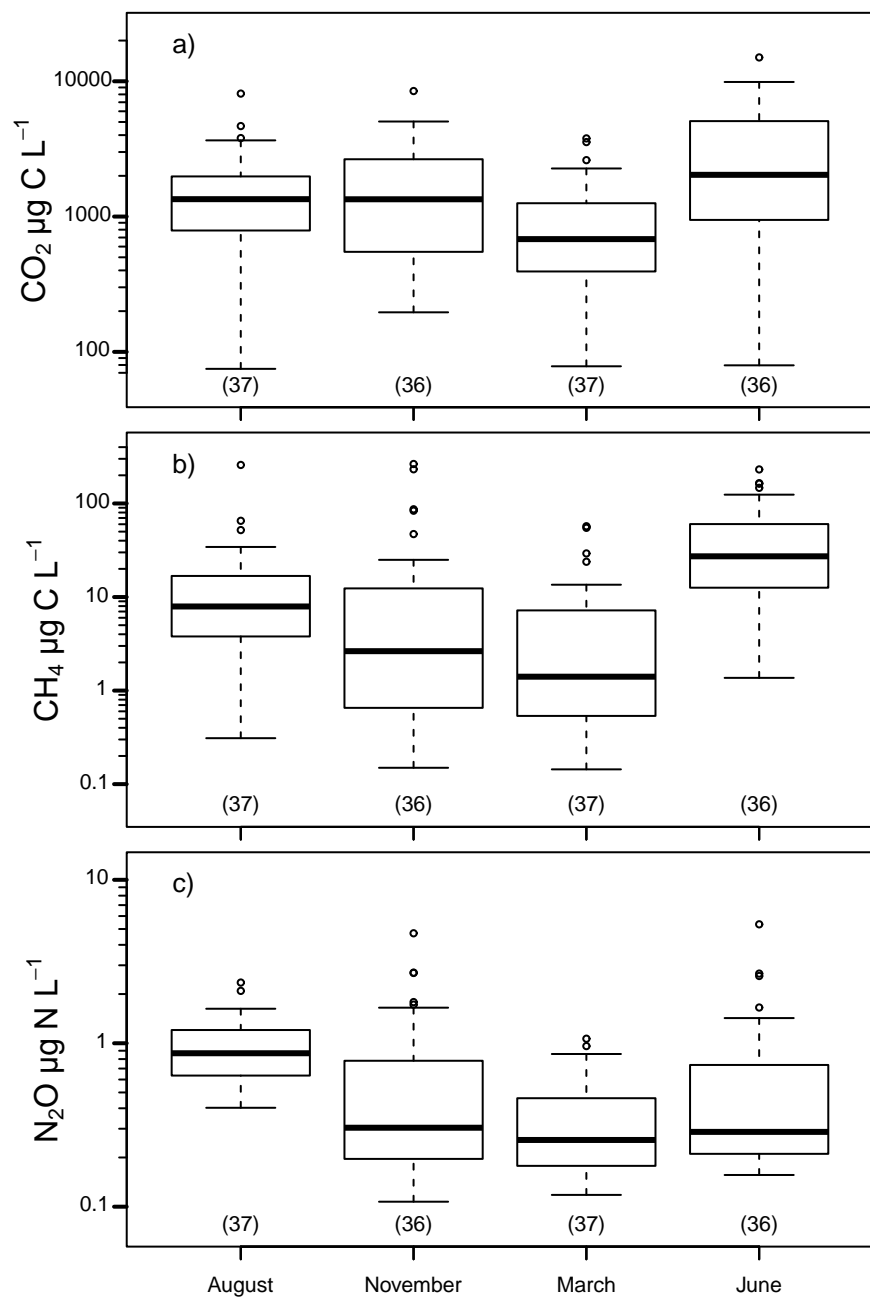 a)
10000
1000
100
CO₂ µg C L⁻¹
(37) (36) (37) (36)
b)
100
10
1
0.1
CH₄ µg C L⁻¹
(37) (36) (37) (36)
c)
10
1
0.1
N₂O µg N L⁻¹
(37) (36) (37) (36)
August November March June